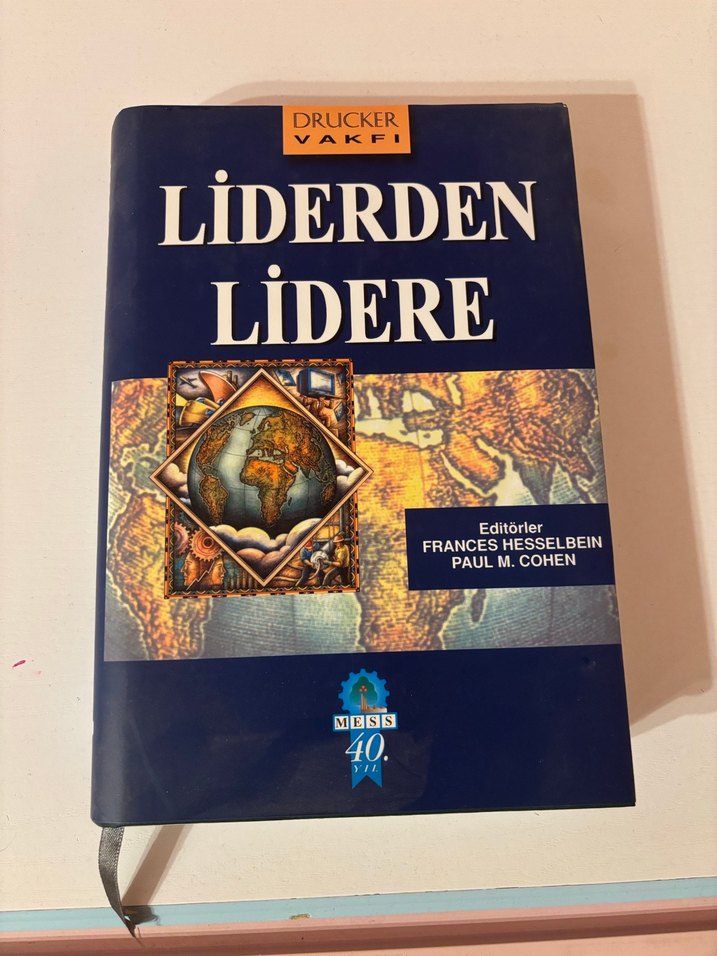 DRUCKER
VAKFI
LİDERDEN
LİDERE
Editörler
FRANCES HESSELBEIN
PAUL M. COHEN
MESS
40.
YIL